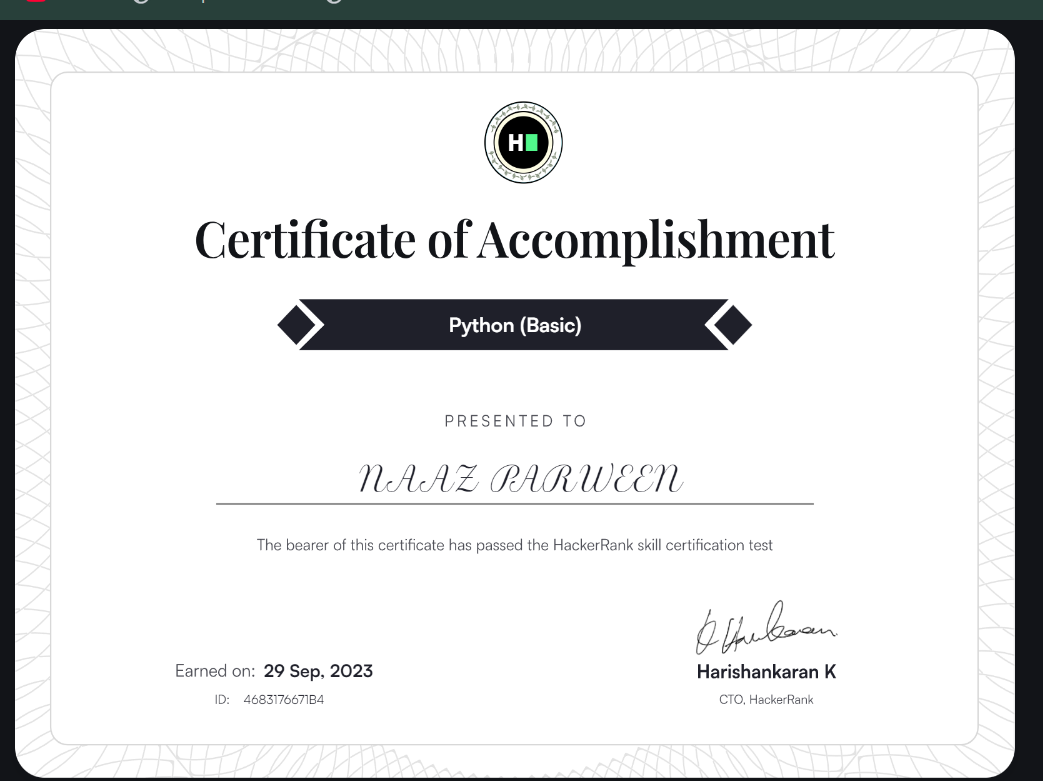 H
Certificate of Accomplishment
Python (Basic)
PRESENTED TO
NAAZ PARWEEN
The bearer of this certificate has passed the HackerRank skill certification test
Earned on: 29 Sep, 2023
ID: 4683176671B4
Harishankaran K
CTO, HackerRank